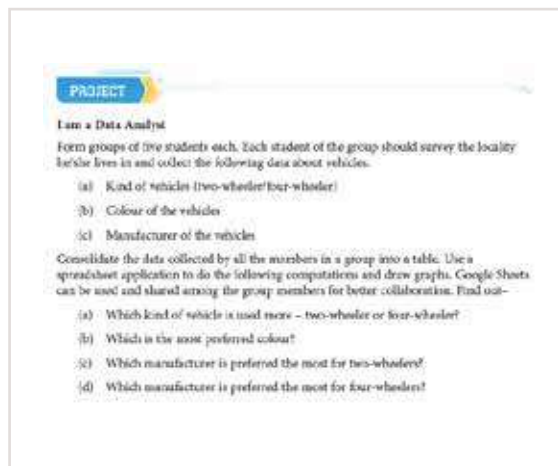 PROJECT
I am a Data Analyst
Form groups of five students each. Each student of the group should survey the locality
he/she lives in and collect the following data about vehicles.
(a) Kind of vehicles (two-wheeler/four-wheeler)
(b) Colour of the vehicles
(c) Manufacturer of the vehicles
Consolidate the data collected by all the members in a group into a table. Use a
spreadsheet application to do the following computations and draw graphs. Google Sheets
can be used and shared among the group members for better collaboration. Find out–
(a) Which kind of vehicle is used more – two-wheeler or four-wheeler?
(b) Which is the most preferred colour?
(c) Which manufacturer is preferred the most for two-wheelers?
(d) Which manufacturer is preferred the most for four-wheelers?